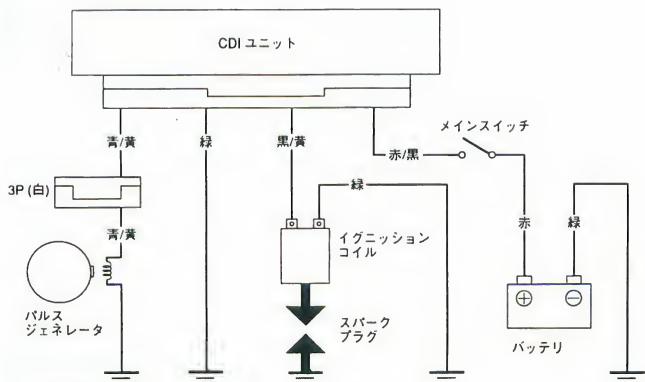 CDI ユニット
メインスイッチ
青/黄
緑
黒/黄
赤/黒
3P (白)
緑
青/黄
イグニッション
コイル
赤
緑
パルス
ジェネレータ
スパーク
プラグ
バッテリ